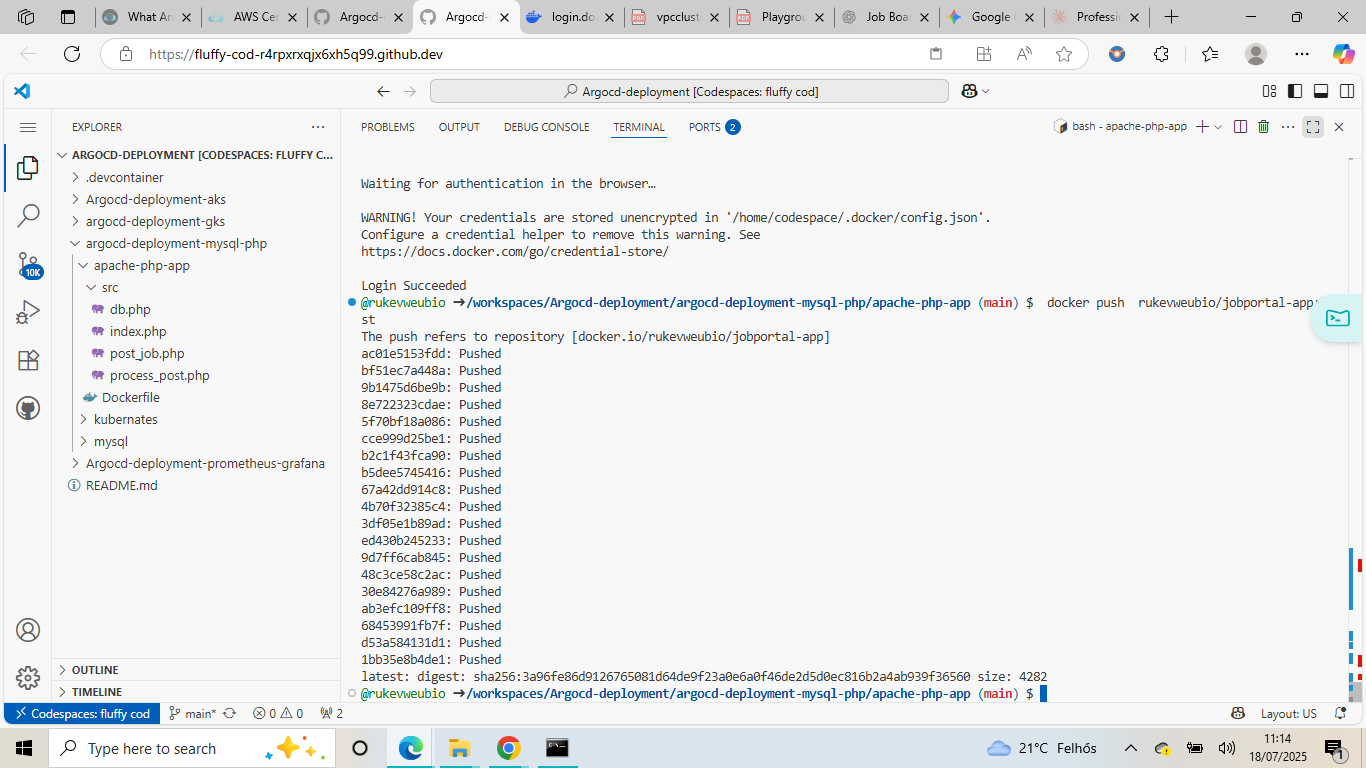 What Ar
AWS Cer
Argocd-
Argocd-
login.do
vpcclust
Playgrou
Job Boa
Google
Professio
https://fluffy-cod-r4rpxrxqjx6xh5q99.github.dev
Argocd-deployment [Codespaces: fluffy cod]
EXPLORER
ARGOCD-DEPLOYMENT [CODESPACES: FLUFFY C...
.devcontainer
Argocd-deployment-aks
argocd-deployment-gks
argocd-deployment-mysql-php
apache-php-app
src
db.php
index.php
post_job.php
process_post.php
Dockerfile
kubernates
mysql
Argocd-deployment-prometheus-grafana
README.md
OUTLINE
TIMELINE
10K
PROBLEMS OUTPUT DEBUG CONSOLE TERMINAL PORTS 2
bash - apache-php-app
Waiting for authentication in the browser…
WARNING! Your credentials are stored unencrypted in '/home/codespace/.docker/config.json'.
Configure a credential helper to remove this warning. See
https://docs.docker.com/go/credential-store/
Login Succeeded
@rukevweubio ➜/workspaces/Argocd-deployment/argocd-deployment-mysql-php/apache-php-app (main) $ docker push rukevweubio/jobportal-app
st
The push refers to repository [docker.io/rukevweubio/jobportal-app]
ac01e5153fdd: Pushed
bf51ec7a448a: Pushed
9b1475d6be9b: Pushed
8e722323cdae: Pushed
5f70bf18a086: Pushed
cce999d25be1: Pushed
b2c1f43fca90: Pushed
b5dee5745416: Pushed
67a42dd914c8: Pushed
4b70f32385c4: Pushed
3df05e1b89ad: Pushed
ed430b245233: Pushed
9d7ff6cab845: Pushed
48c3ce58c2ac: Pushed
30e84276a989: Pushed
ab3efc109ff8: Pushed
68453991fb7f: Pushed
d53a584131d1: Pushed
1bb35e8b4de1: Pushed
latest: digest: sha256:3a96fe86d9126765081d64de9f23a0e6a0f46de2d5d0ec816b2a4ab939f36560 size: 4282
@rukevweubio ➜/workspaces/Argocd-deployment/argocd-deployment-mysql-php/apache-php-app (main) $
Codespaces: fluffy cod main* 0 0 2 Layout: US
Type here to search
21°C Felhős
11:14
18/07/2025
1